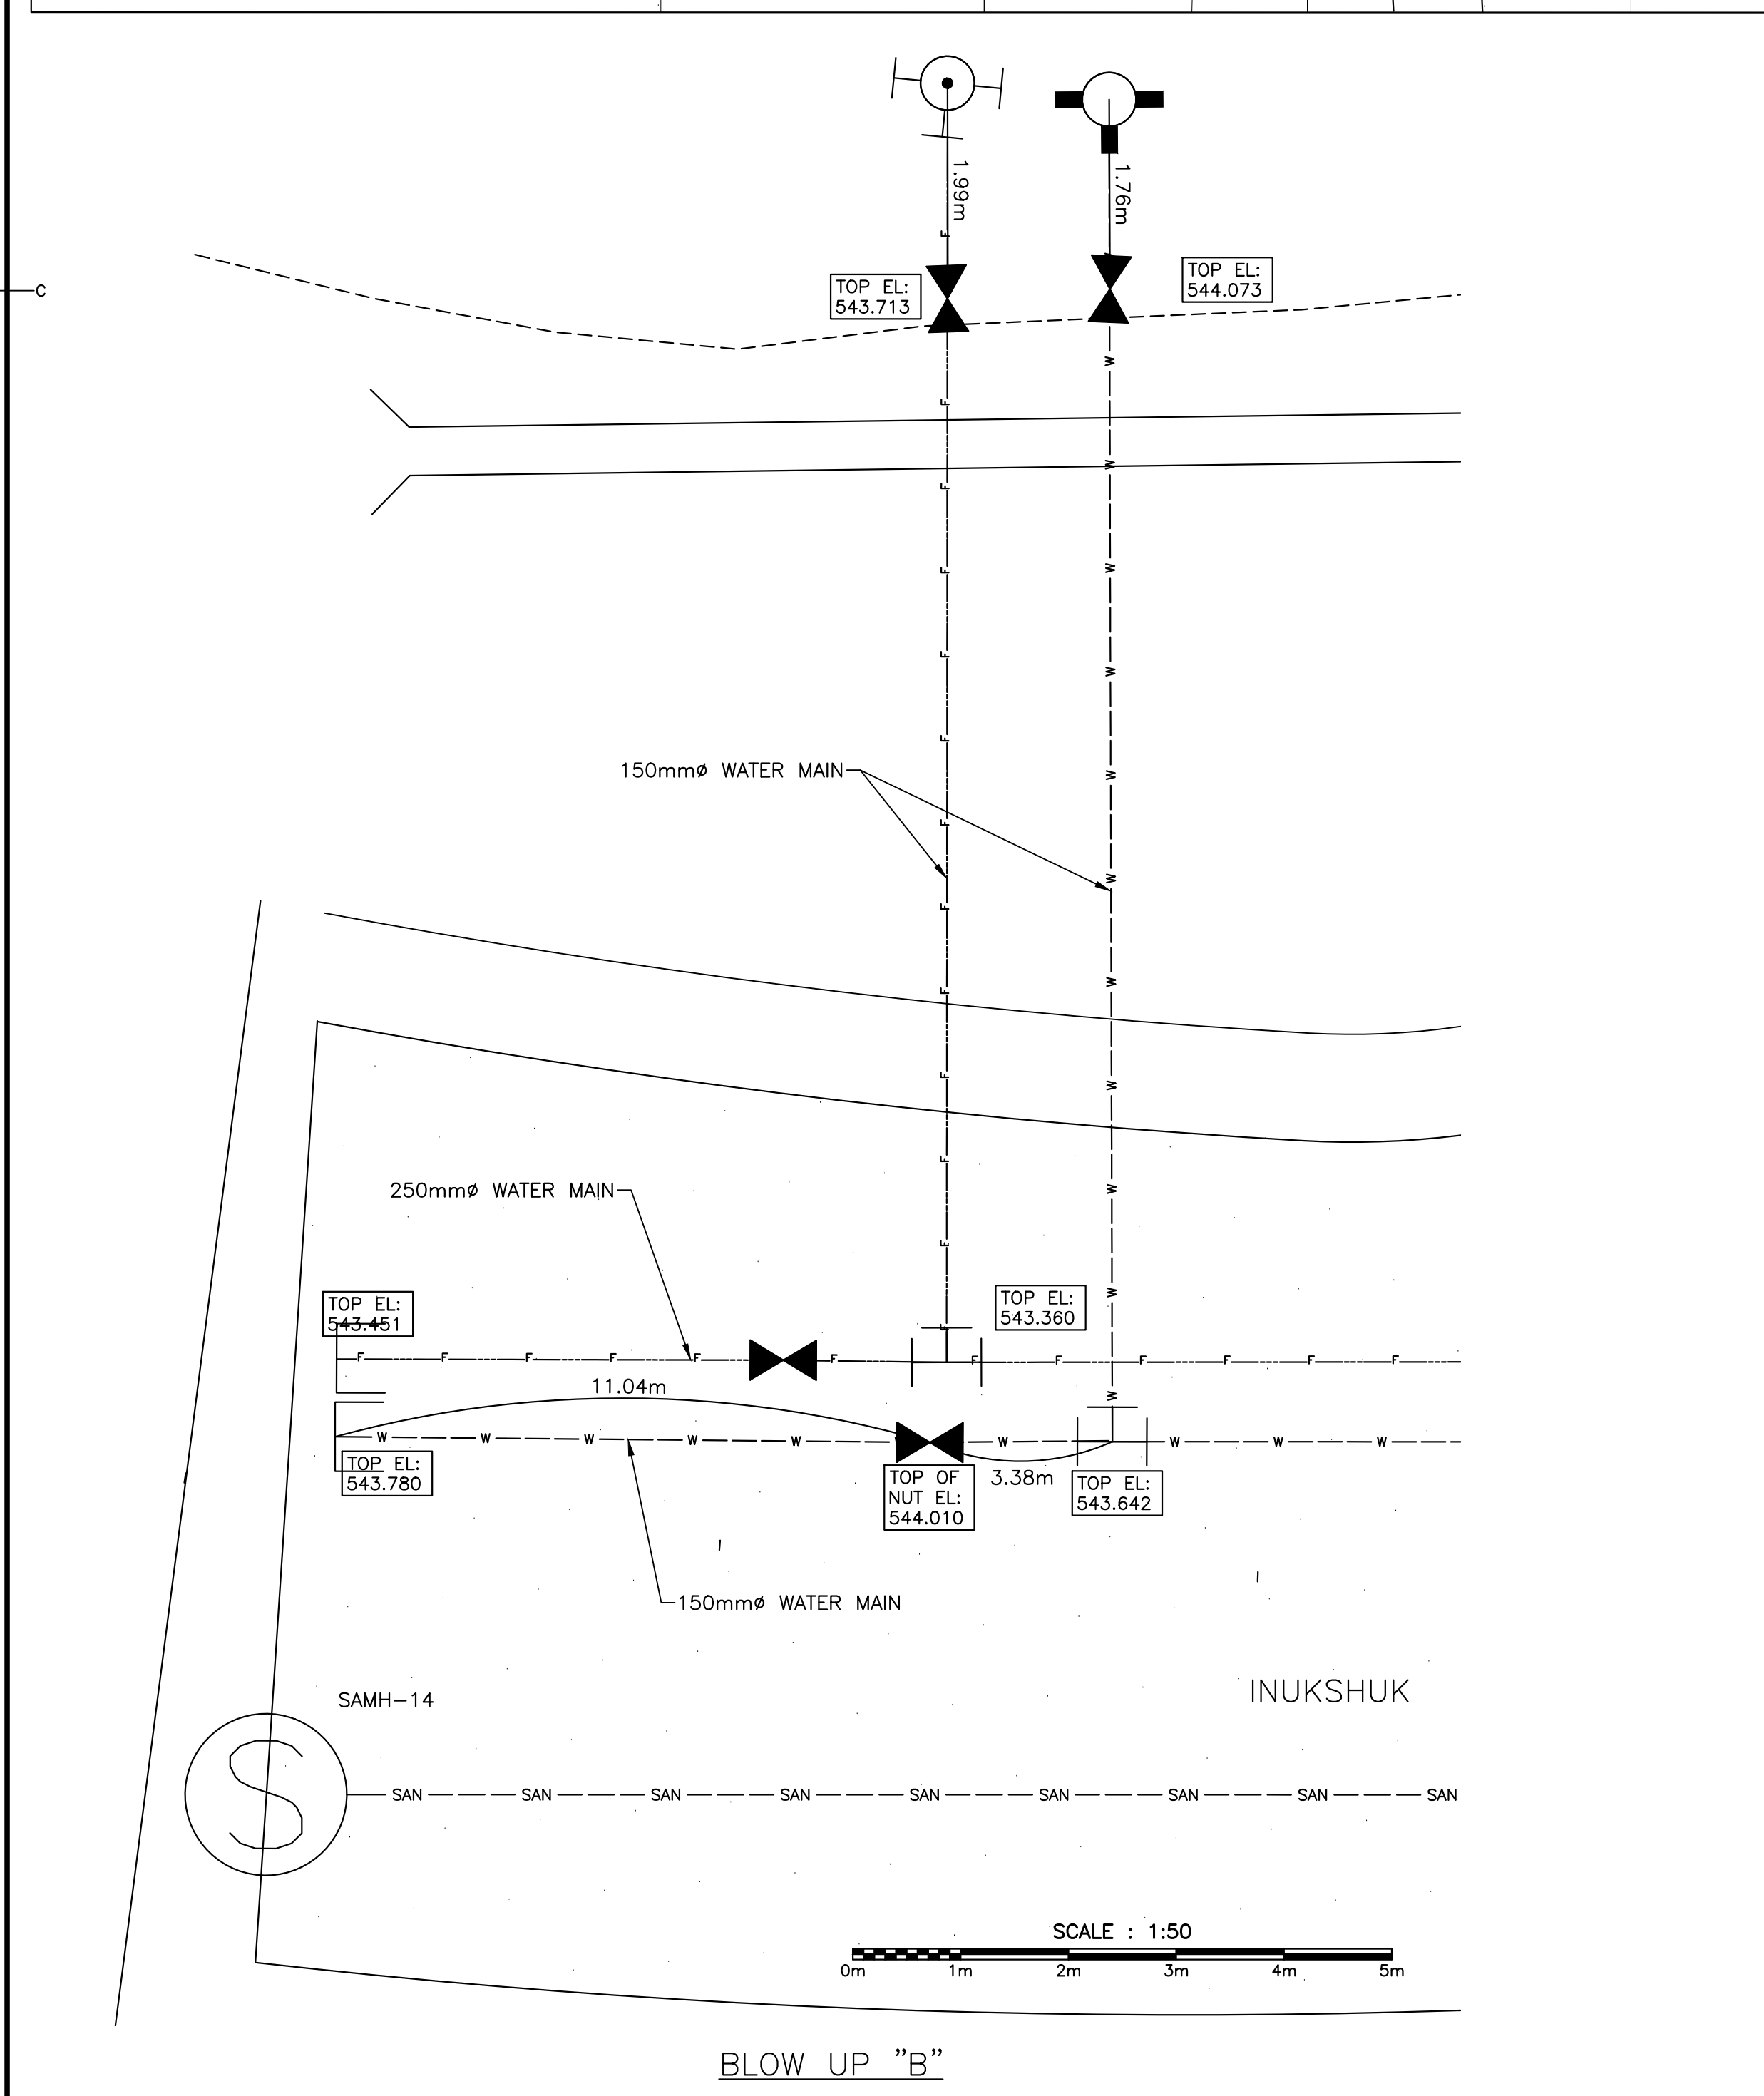 1.99m
1.76m
F
TOP EL:
543.713
TOP EL:
544.073
C
W
F
W
F
W
F
W
F
W
F
150mmø WATER MAIN
W
F
W
F
W
F
W
F
W
F
250mmø WATER MAIN
W
F
W
TOP EL:
543.451
TOP EL:
543.360
F
F F F F F F F F F F F F F
11.04m
W
W W W W W W W W W
TOP EL:
543.780
TOP OF
NUT EL:
544.010
3.38m
TOP EL:
543.642
150mmø WATER MAIN
SAMH-14
INUKSHUK
S
SAN SAN SAN SAN SAN SAN SAN SAN SAN
SCALE : 1:50
0m 1m 2m 3m 4m 5m
BLOW UP "B"